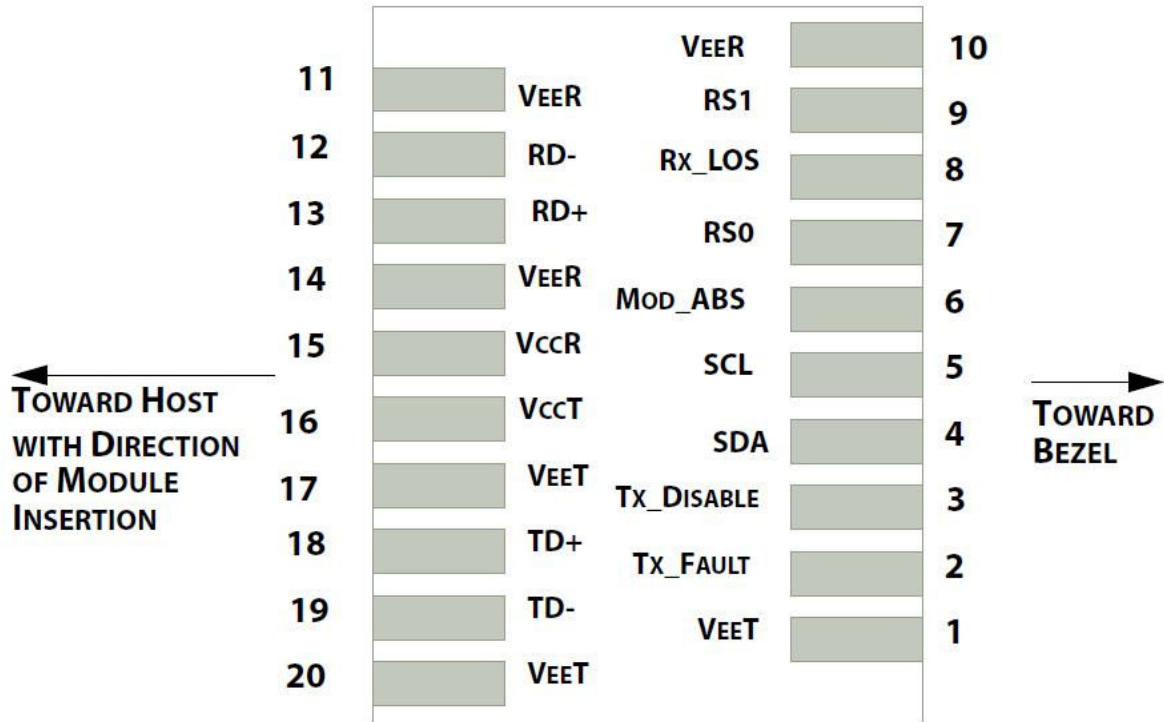 VEER 10
11 VEER
RS1 9
12 RD-
RX_LOS 8
13 RD+
RS0 7
14 VEER
MOD_ABS 6
15 VCCR
SCL 5
TOWARD HOST
WITH DIRECTION
OF MODULE
INSERTION
16 VCCT
TOWARD
BEZEL
SDA 4
17 VEET
TX_DISABLE 3
18 TD+
TX_FAULT 2
19 TD-
VEET 1
20 VEET